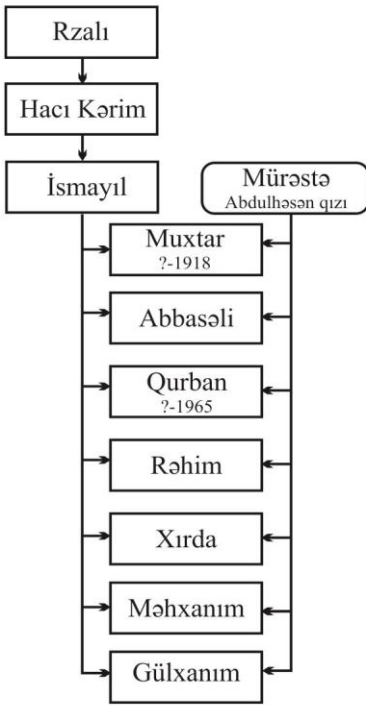 Rzalı
Hacı Kərim
İsmayıl
Mürəstə
Abdulhəsən qızı
Muxtar
?-1918
Abbasəli
Qurban
?-1965
Rəhim
Xırda
Məhxanım
Gülxanım